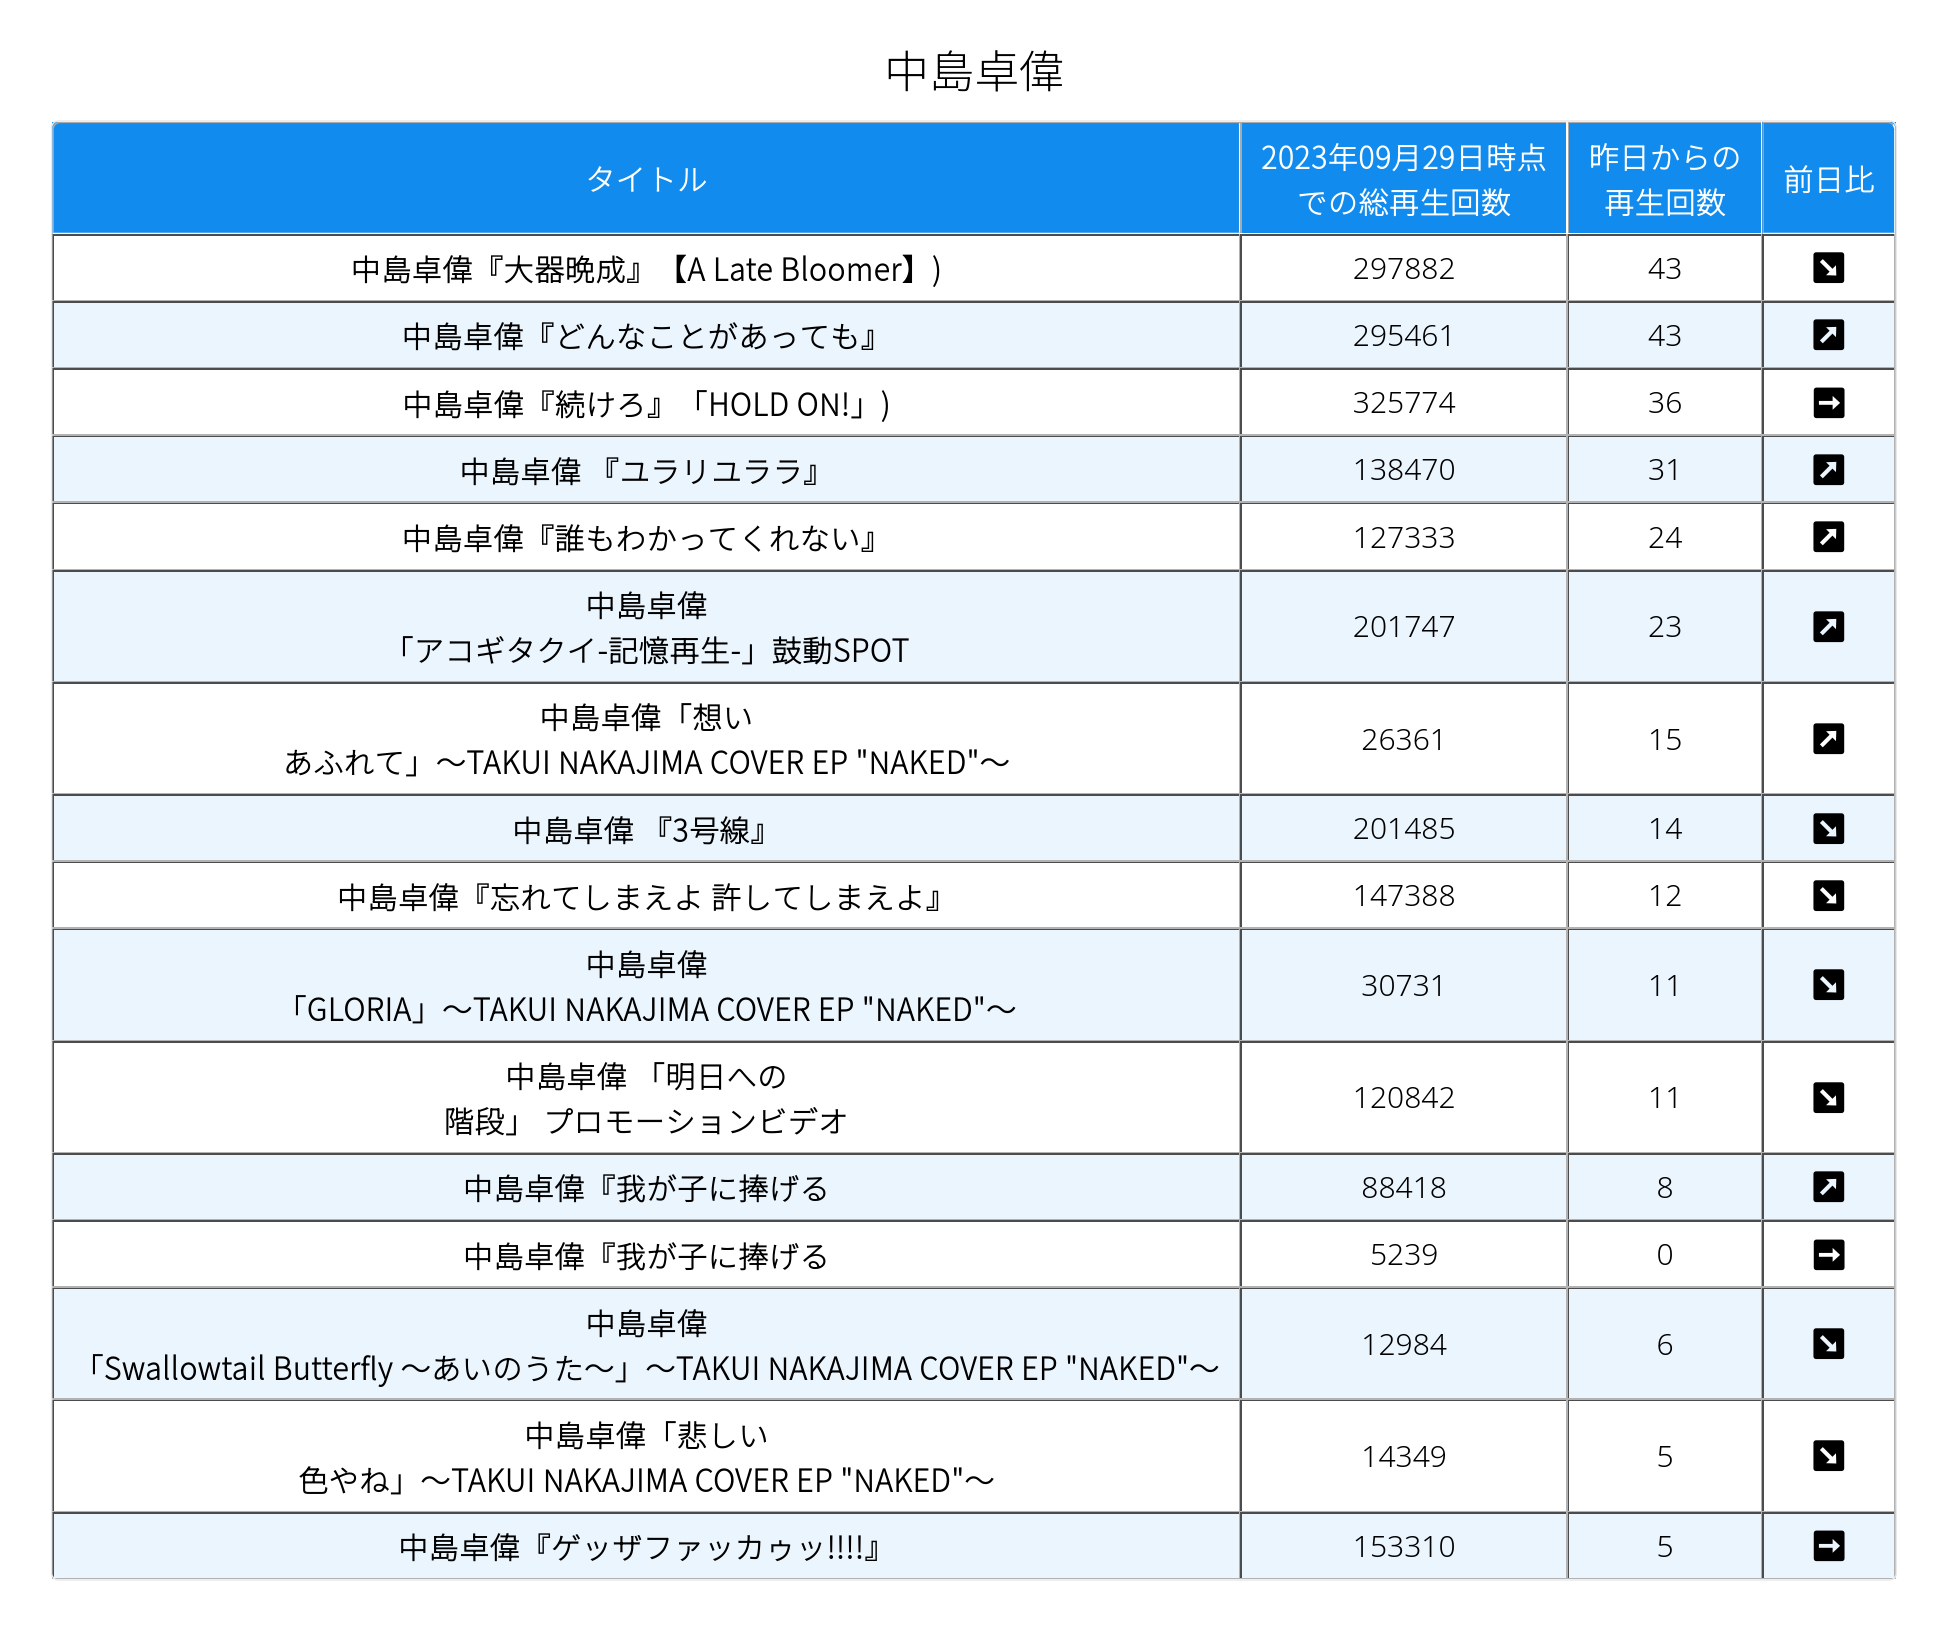 中島卓偉
タイトル
2023年09月29日時点
での総再生回数
昨日からの
再生回数
前日比
中島卓偉『大器晩成』【A Late Bloomer】) 297882 43
中島卓偉『どんなことがあっても』 295461 43
中島卓偉『続けろ』「HOLD ON!」) 325774 36
中島卓偉 『ユラリユララ』 138470 31
中島卓偉『誰もわかってくれない』 127333 24
中島卓偉
「アコギタクイ-記憶再生-」鼓動SPOT 201747 23
中島卓偉「想い
あふれて」～TAKUI NAKAJIMA COVER EP "NAKED"～ 26361 15
中島卓偉 『3号線』 201485 14
中島卓偉『忘れてしまえよ 許してしまえよ』 147388 12
中島卓偉
「GLORIA」～TAKUI NAKAJIMA COVER EP "NAKED"～ 30731 11
中島卓偉 「明日への
階段」 プロモーションビデオ 120842 11
中島卓偉『我が子に捧げる 88418 8
中島卓偉『我が子に捧げる 5239 0
中島卓偉
「Swallowtail Butterfly ～あいのうた～」～TAKUI NAKAJIMA COVER EP "NAKED"～ 12984 6
中島卓偉「悲しい
色やね」～TAKUI NAKAJIMA COVER EP "NAKED"～ 14349 5
中島卓偉『ゲッザファッカゥッ!!!!』 153310 5